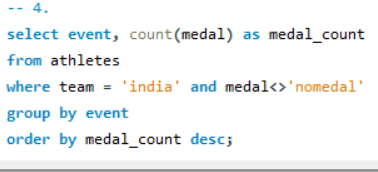 -- 4.
select event, count(medal) as medal_count
from athletes
where team = 'india' and medal<>'nomedal'
group by event
order by medal_count desc;